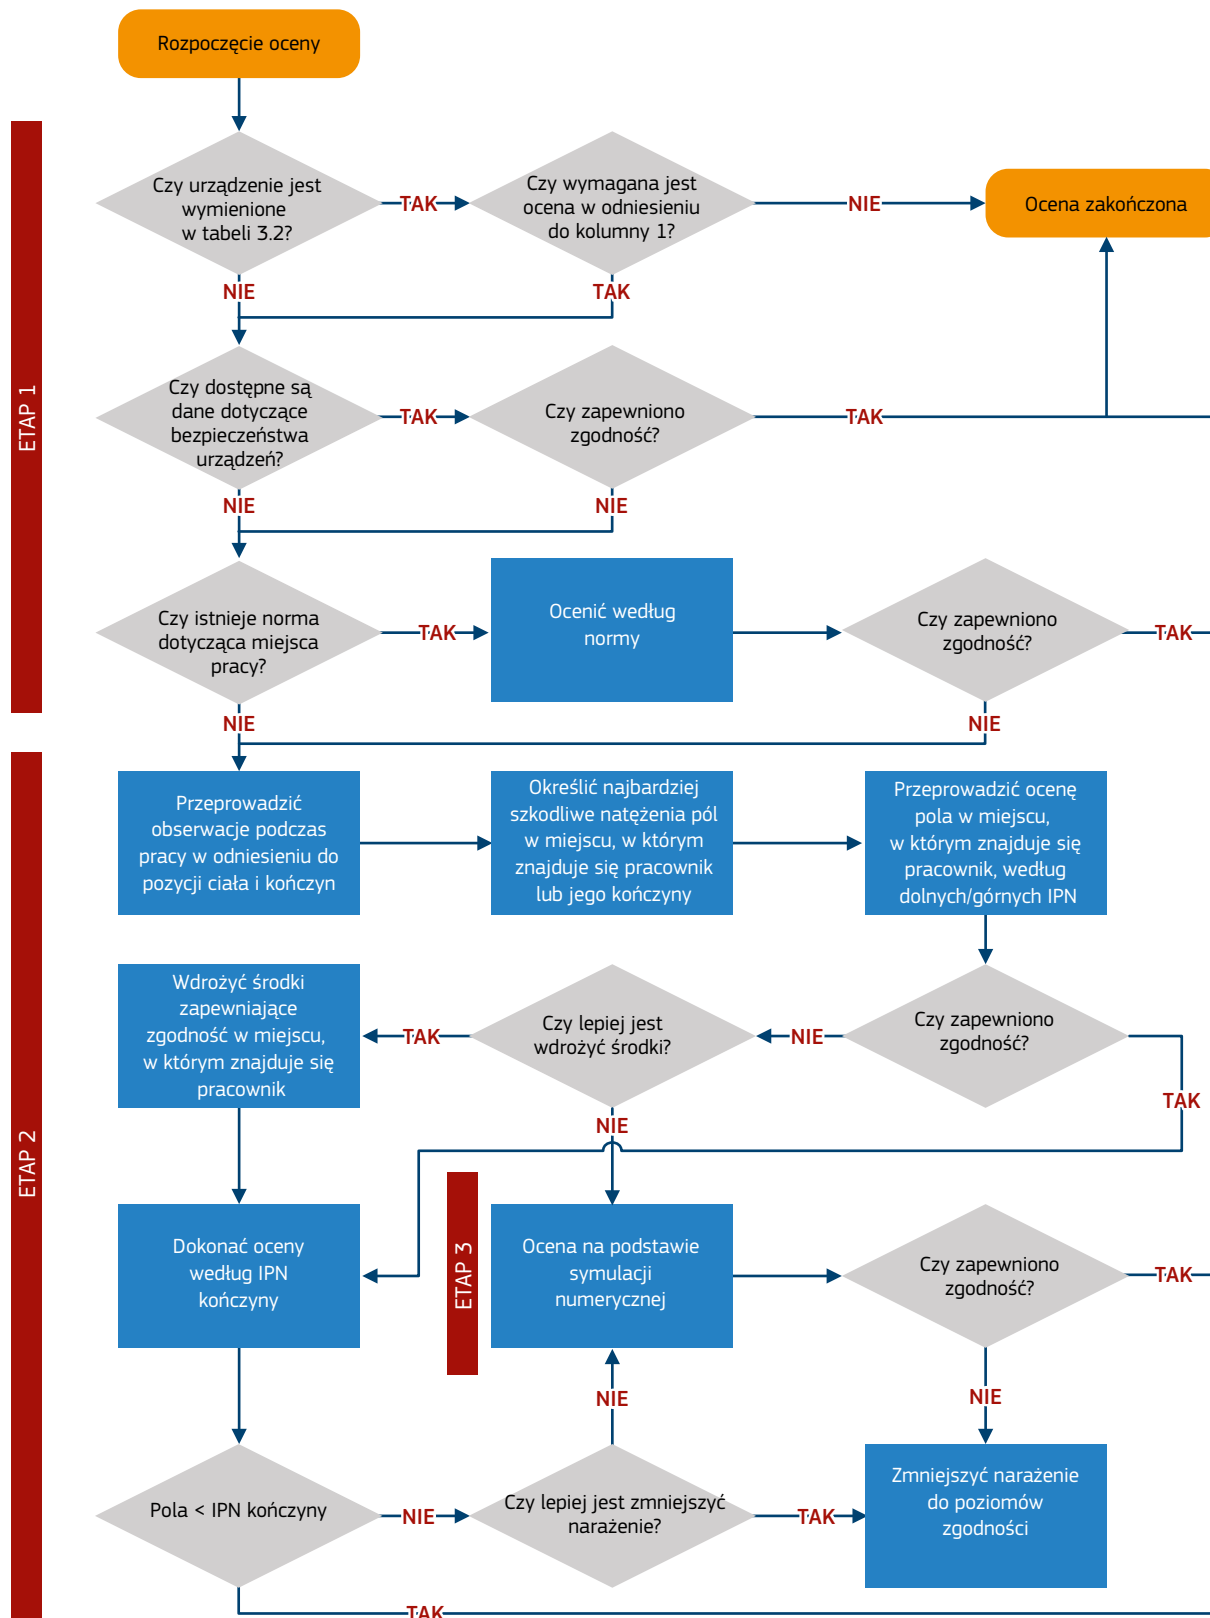 Rozpoczęcie oceny
ETAP 1
Czy urządzenie jest
wymienione
w tabeli 3.2?
TAK
Czy wymagana jest
ocena w odniesieniu
do kolumny 1?
NIE
Ocena zakończona
NIE
TAK
Czy dostępne są
dane dotyczące
bezpieczeństwa
urządzeń?
TAK
Czy zapewniono
zgodność?
TAK
NIE
NIE
Czy istnieje norma
dotycząca miejsca
pracy?
TAK
Ocenić według
normy
Czy zapewniono
zgodność?
TAK
NIE
NIE
ETAP 2
Przeprowadzić
obserwacje podczas
pracy w odniesieniu do
pozycji ciała i kończyn
Określić najbardziej
szkodliwe natężenia pól
w miejscu, w którym
znajduje się pracownik
lub jego kończyny
Przeprowadzić ocenę
pola w miejscu,
w którym znajduje się
pracownik, według
dolnych/górnych IPN
Wdrożyć środki
zapewniające
zgodność w miejscu,
w którym znajduje się
pracownik
TAK
Czy lepiej jest
wdrożyć środki?
NIE
Czy zapewniono
zgodność?
TAK
NIE
Dokonać oceny
według IPN
kończyny
ETAP 3
Ocena na podstawie
symulacji
numerycznej
Czy zapewniono
zgodność?
TAK
NIE
NIE
Pola < IPN kończyny
NIE
Czy lepiej jest zmniejszyć
narażenie?
TAK
Zmniejszyć narażenie
do poziomów
zgodności
TAK